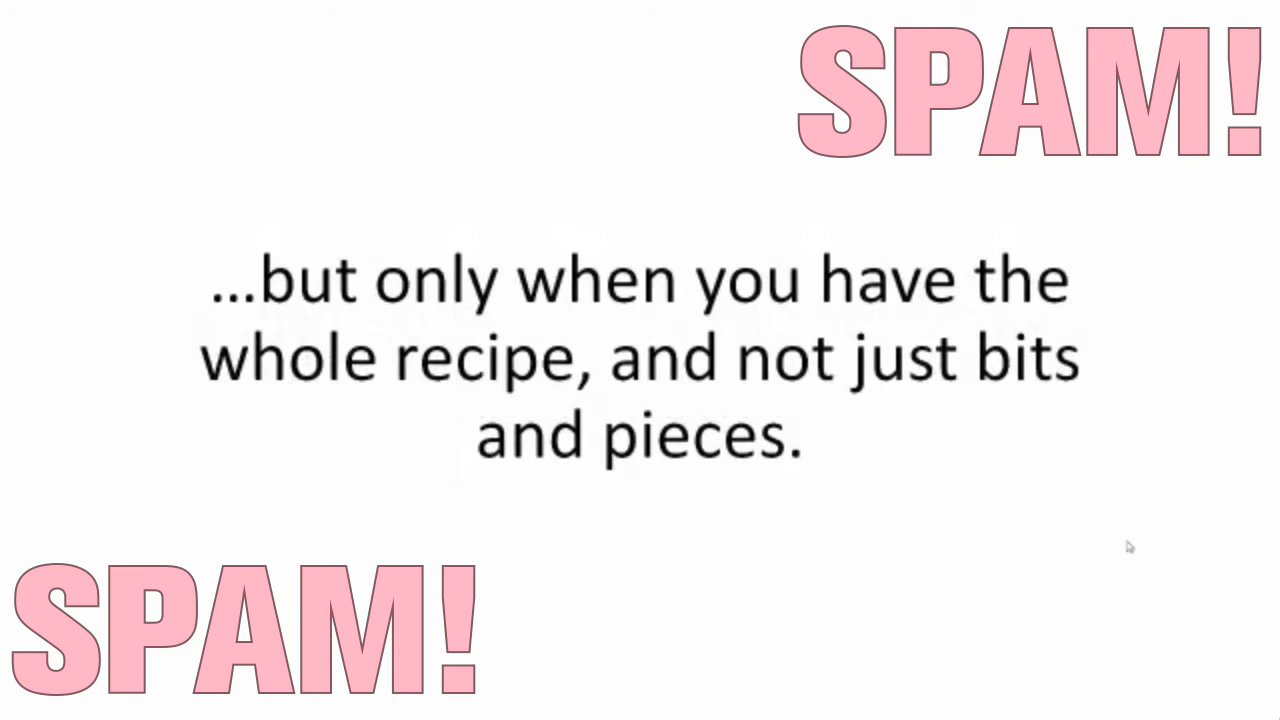 SPAM!
...but only when you have the
whole recipe, and not just bits
and pieces.
SPAM!